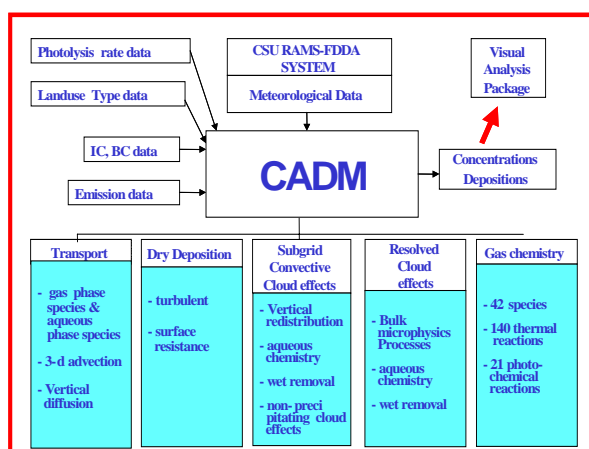 Photolysis rate data
CSU RAMS-FDDA
SYSTEM
Meteorological Data
Visual
Analysis
Package
Landuse Type data
IC, BC data
CADM
Concentrations
Depositions
Emission data
Transport
- gas phase
species &
aqueous
phase species
- 3-d advection
- Vertical
diffusion
Dry Deposition
- turbulent
- surface
resistance
Subgrid
Convective
Cloud effects
- Vertical
redistribution
- aqueous
chemistry
- wet removal
- non-preci
pitating cloud
effects
Resolved
Cloud
effects
- Bulk
microphysics
Processes
- aqueous
chemistry
- wet removal
Gas chemistry
- 42 species
- 140 thermal
reactions
- 21 photo-
chemical
reactions